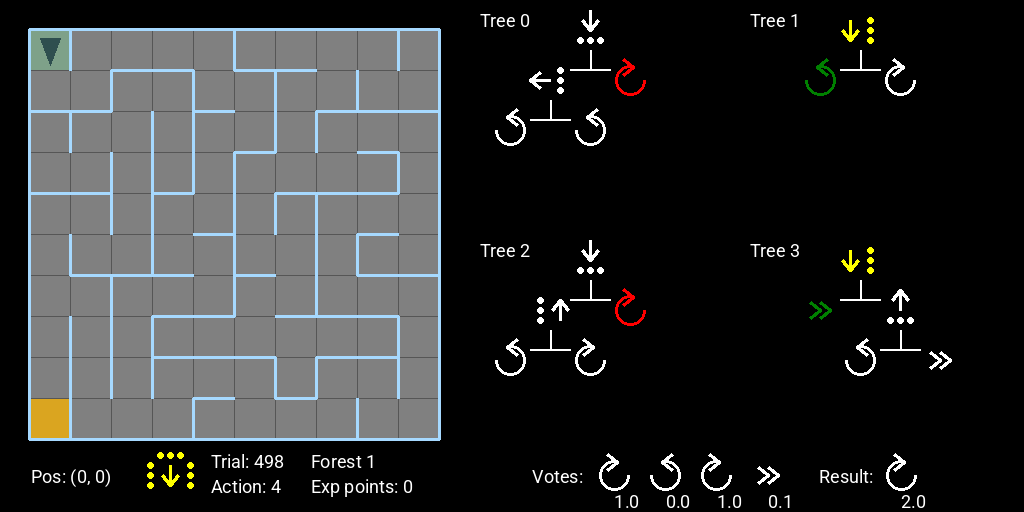 Tree 0
Tree 1
Tree 2
Tree 3
Pos: (0, 0)
Trial: 498
Forest 1
Action: 4
Exp points: 0
Votes:
1.0
0.0
1.0
0.1
Result:
2.0